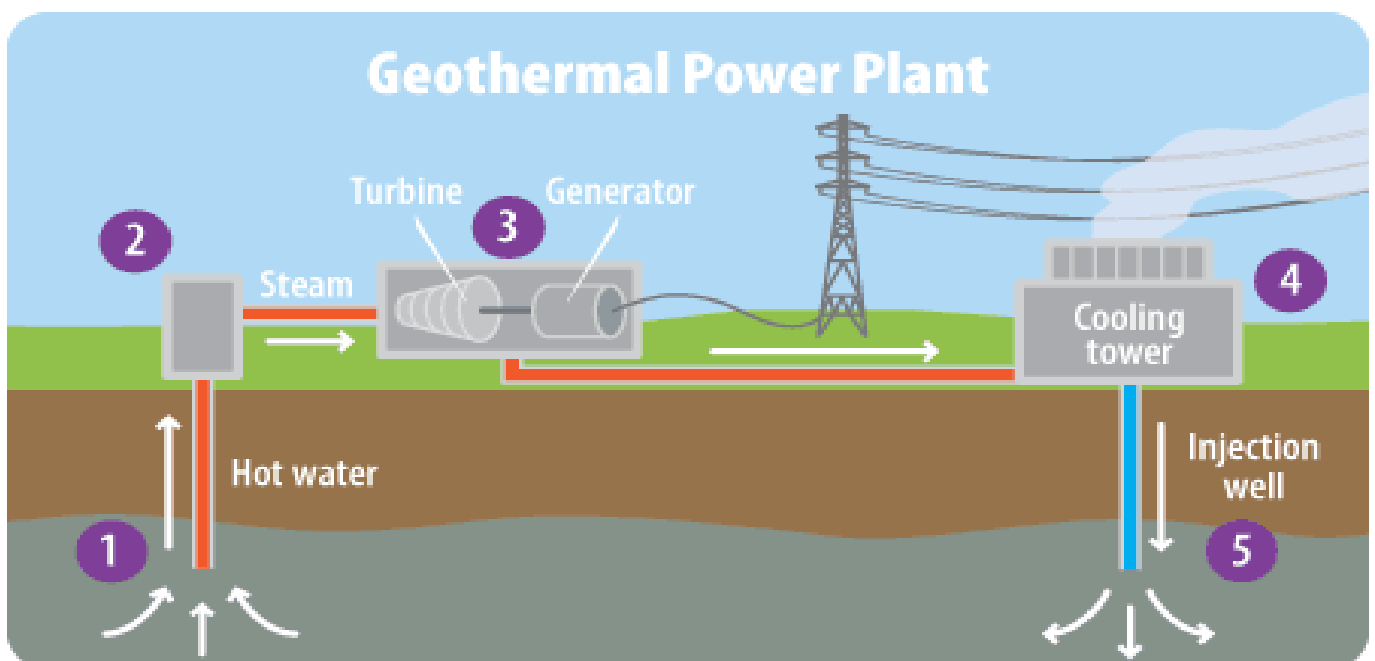 Geothermal Power Plant
Turbine
3
Generator
2
Steam
4
Cooling
tower
Hot water
Injection
well
1
5